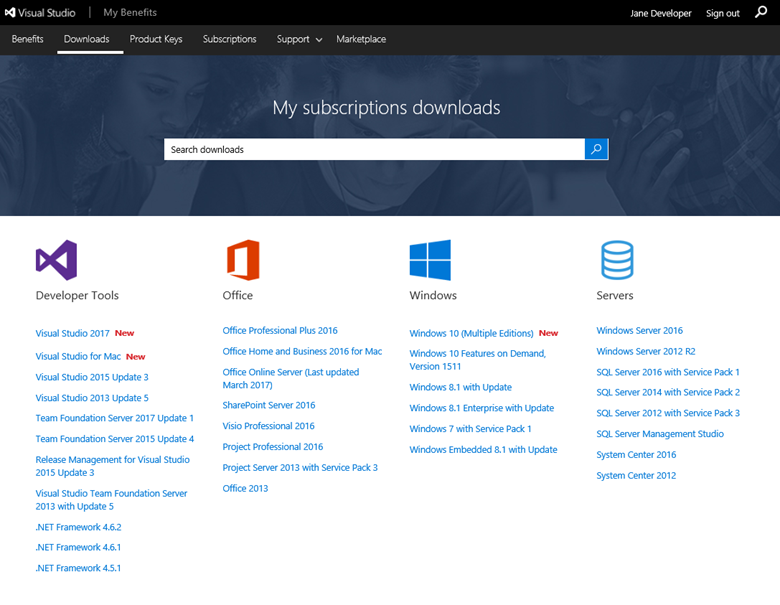 Visual Studio | My Benefits
Jane Developer Sign out
Benefits Downloads Product Keys Subscriptions Support Marketplace
My subscriptions downloads
Search downloads
Developer Tools
Visual Studio 2017 New
Visual Studio for Mac New
Visual Studio 2015 Update 3
Visual Studio 2013 Update 5
Team Foundation Server 2017 Update 1
Team Foundation Server 2015 Update 4
Release Management for Visual Studio
2015 Update 3
Visual Studio Team Foundation Server
2013 with Update 5
.NET Framework 4.6.2
.NET Framework 4.6.1
.NET Framework 4.5.1
Office
Office Professional Plus 2016
Office Home and Business 2016 for Mac
Office Online Server (Last updated
March 2017)
SharePoint Server 2016
Visio Professional 2016
Project Professional 2016
Project Server 2013 with Service Pack 3
Office 2013
Windows
Windows 10 (Multiple Editions) New
Windows 10 Features on Demand,
Version 1511
Windows 8.1 with Update
Windows 8.1 Enterprise with Update
Windows 7 with Service Pack 1
Windows Embedded 8.1 with Update
Servers
Windows Server 2016
Windows Server 2012 R2
SQL Server 2016 with Service Pack 1
SQL Server 2014 with Service Pack 2
SQL Server 2012 with Service Pack 3
SQL Server Management Studio
System Center 2016
System Center 2012